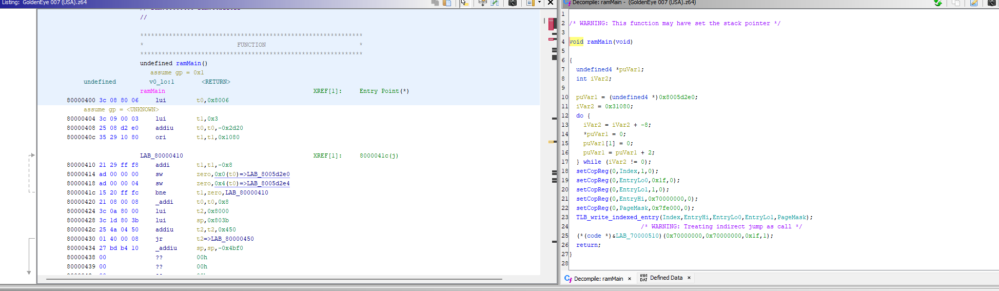 Listing: GoldenEye 007 (USA).z64
//
*************************************************************
* FUNCTION *
*************************************************************
undefined ramMain()
assume gp = 0x1
undefined v0_lo:1 <RETURN>
ramMain XREF[1]: Entry Point(*)
80000400 3c 08 80 06 lui t0,0x8006
assume gp = <UNKNOWN>
80000404 3c 09 00 03 lui t1,0x3
80000408 25 08 d2 e0 addiu t0,t0,-0x2d20
8000040c 35 29 10 80 ori t1,t1,0x1080
LAB_80000410 XREF[1]: 8000041c(j)
80000410 21 29 ff f8 addi t1,t1,-0x8
80000414 ad 00 00 00 sw zero,0x0(t0)=>LAB_8005d2e0
80000418 ad 00 00 04 sw zero,0x4(t0)=>LAB_8005d2e4
8000041c 15 20 ff fc bne t1,zero,LAB_80000410
80000420 21 08 00 08 _addi t0,t0,0x8
80000424 3c 0a 80 00 lui t2,0x8000
80000428 3c 1d 80 3b lui sp,0x803b
8000042c 25 4a 04 50 addiu t2,t2,0x450
80000430 01 40 00 08 jr t2=>LAB_80000450
80000434 27 bd b4 10 _addiu sp,sp,-0x4bf0
80000438 00 ?? 00h
80000439 00 ?? 00h
Decompile: ramMain - (GoldenEye 007 (USA).z64)
1
2 /* WARNING: This function may have set the stack pointer */
3
4 void ramMain(void)
5
6 {
7 undefined4 *puVar1;
8 int iVar2;
9
10 puVar1 = (undefined4 *)0x8005d2e0;
11 iVar2 = 0x31080;
12 do {
13 iVar2 = iVar2 + -8;
14 *puVar1 = 0;
15 puVar1[1] = 0;
16 puVar1 = puVar1 + 2;
17 } while (iVar2 != 0);
18 setCopReg(0,Index,1,0);
19 setCopReg(0,EntryLo0,0x1f,0);
20 setCopReg(0,EntryLo1,1,0);
21 setCopReg(0,EntryHi,0x70000000,0);
22 setCopReg(0,PageMask,0x7fe000,0);
23 TLB_write_indexed_entry(Index,EntryHi,EntryLo0,EntryLo1,PageMask);
24 /* WARNING: Treating indirect jump as call */
25 (*(code *)&LAB_70000510)(0x70000000,0x70000000,0x1f,1);
26 return;
27 }
28
Decompile: ramMain × Defined Data ×